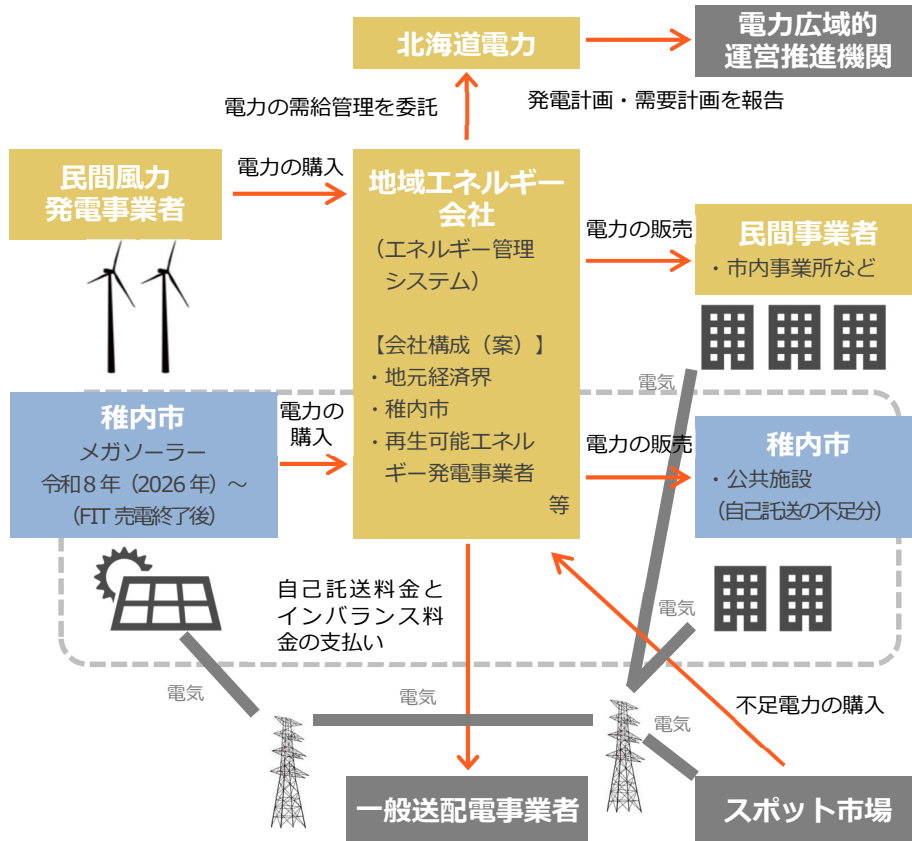 北海道電力
電力広域的
運営推進機関
電力の需給管理を委託
発電計画・需要計画を報告
民間風力
発電事業者
電力の購入
地域エネルギー
会社
（エネルギー管理
システム）
【会社構成（案）】
・地元経済界
・稚内市
・再生可能エネル
ギー発電事業者
等
電力の販売
民間事業者
・市内事業所など
電気
稚内市
メガソーラー
令和８年（2026 年）～
（FIT 売電終了後）
電力の
購入
電力の販売
稚内市
・公共施設
（自己託送の不足分）
自己託送料金と
インバランス料
金の支払い
電気
電気
電気
電気
不足電力の購入
一般送配電事業者
スポット市場